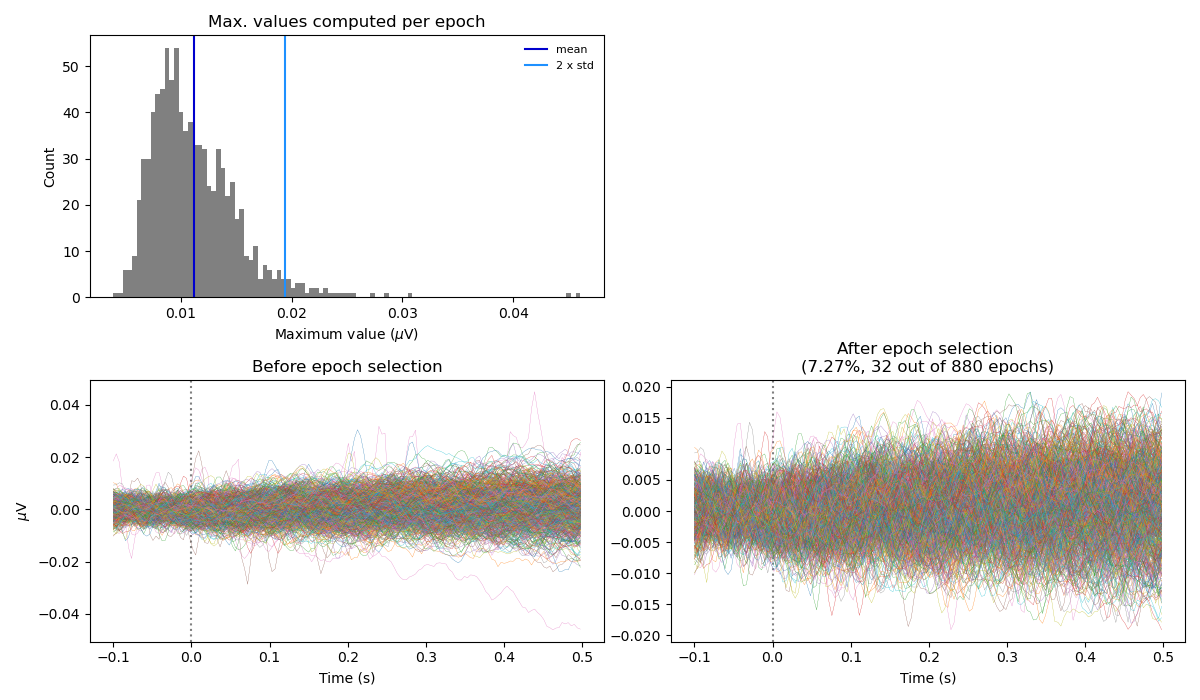 Max. values computed per epoch
mean
2 x std
Count
50
40
30
20
10
0
0.01 0.02 0.03 0.04
Maximum value (μV)
Before epoch selection
μV
0.04
0.02
0.00
−0.02
−0.04
−0.1 0.0 0.1 0.2 0.3 0.4 0.5
Time (s)
After epoch selection
(7.27%, 32 out of 880 epochs)
0.020
0.015
0.010
0.005
0.000
−0.005
−0.010
−0.015
−0.020
−0.1 0.0 0.1 0.2 0.3 0.4 0.5
Time (s)